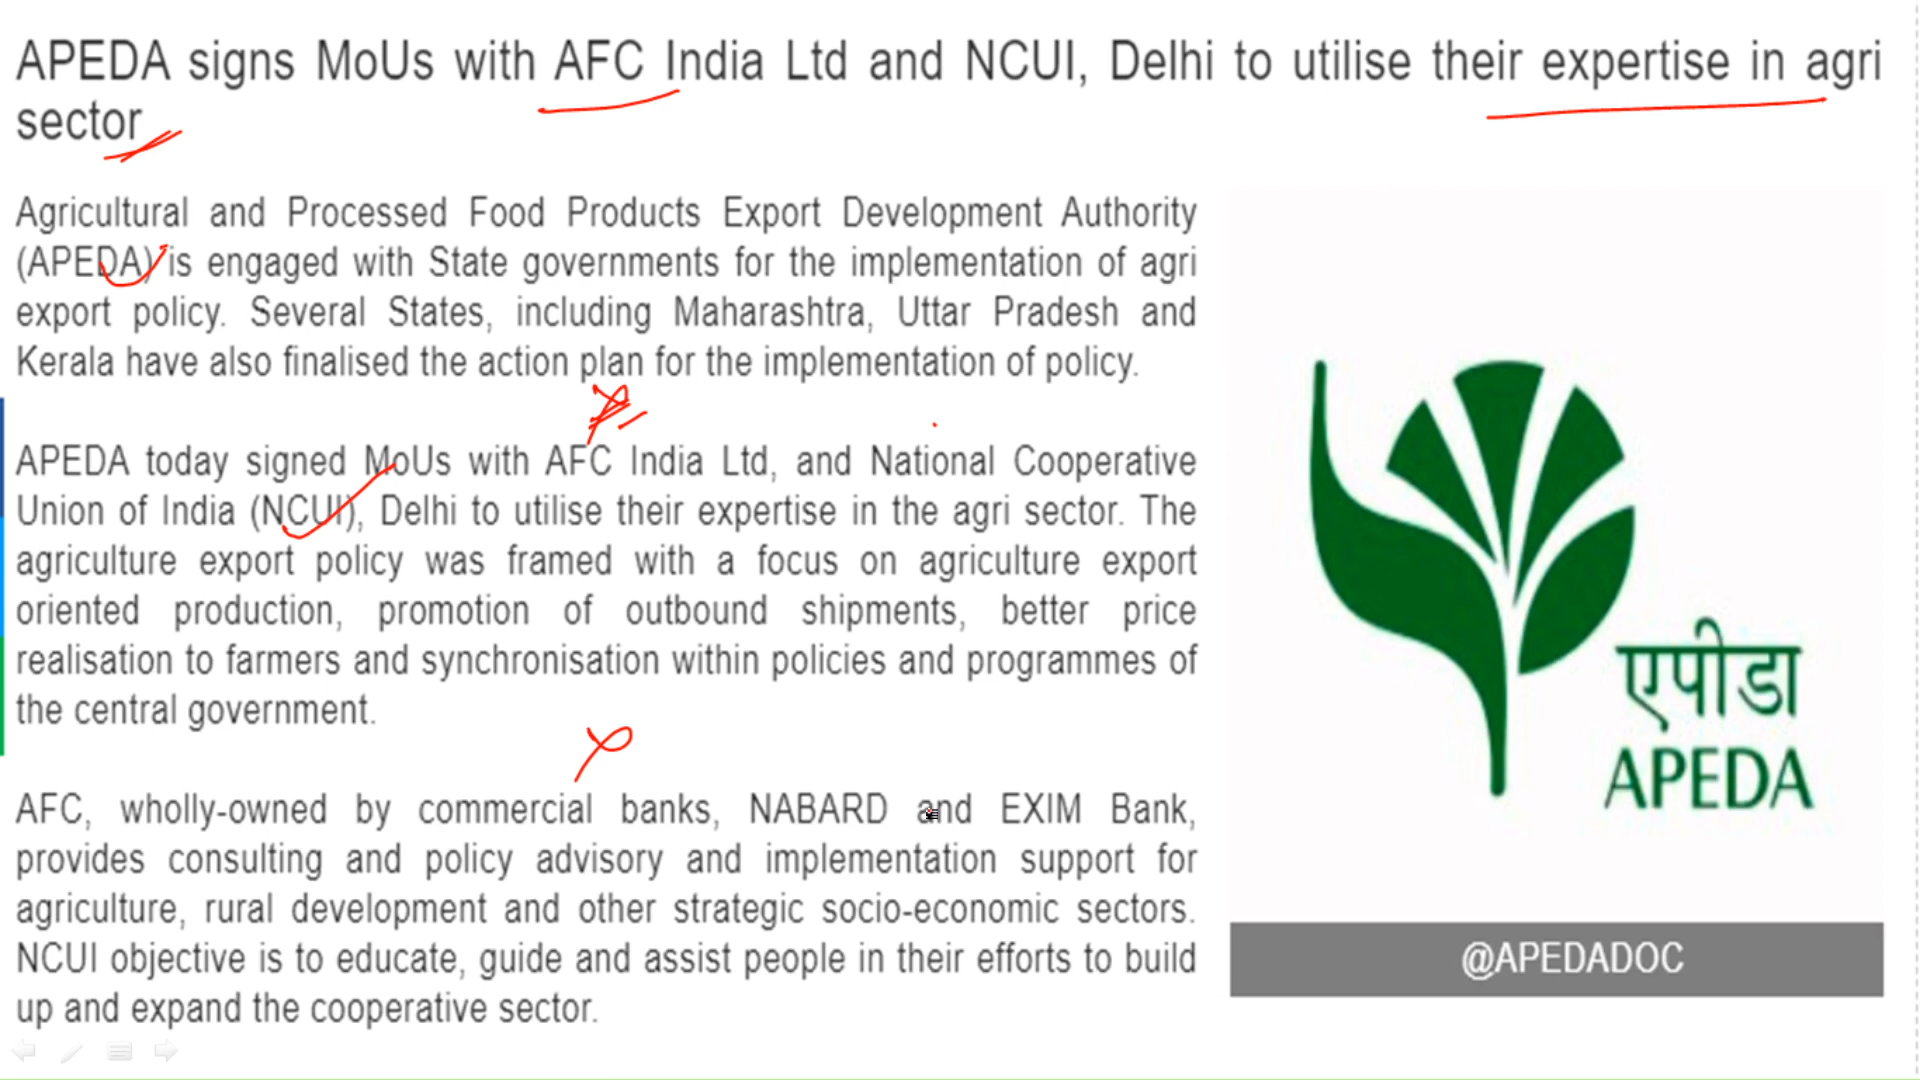 APEDA signs MoUs with AFC India Ltd and NCUI, Delhi to utilise their expertise in agri
sector
Agricultural and Processed Food Products Export Development Authority
(APEDA) is engaged with State governments for the implementation of agri
export policy. Several States, including Maharashtra, Uttar Pradesh and
Kerala have also finalised the action plan for the implementation of policy.
APEDA today signed MoUs with AFC India Ltd, and National Cooperative
Union of India (NCUI), Delhi to utilise their expertise in the agri sector. The
agriculture export policy was framed with a focus on agriculture export
oriented production, promotion of outbound shipments, better price
realisation to farmers and synchronisation within policies and programmes of
the central government.
AFC, wholly-owned by commercial banks, NABARD and EXIM Bank,
provides consulting and policy advisory and implementation support for
agriculture, rural development and other strategic socio-economic sectors.
NCUI objective is to educate, guide and assist people in their efforts to build
up and expand the cooperative sector.
एपीडा
APEDA
@APEDADOC